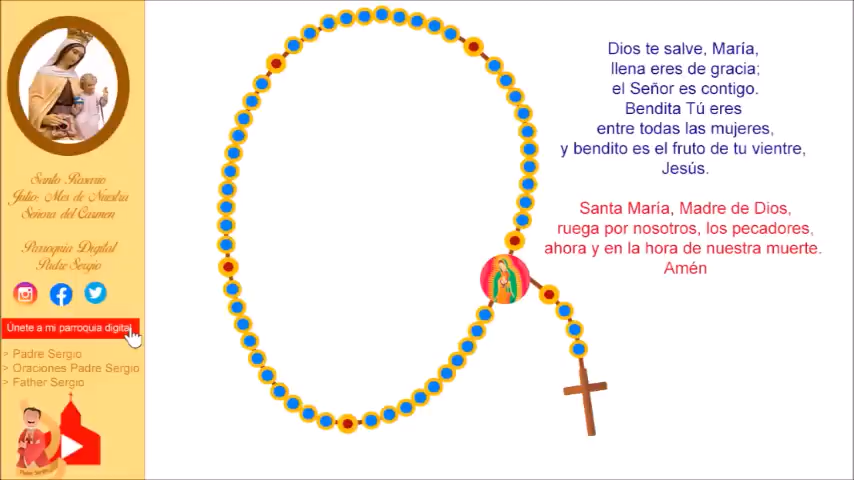 Santo Rosario
Julio: Mes de Nuestra
Señora del Carmen
Parroquia Digital
Padre Sergio
Únete a mi parroquia digital
> Padre Sergio
> Oraciones Padre Sergio
> Father Sergio
Dios te salve, María,
llena eres de gracia;
el Señor es contigo.
Bendita Tú eres
entre todas las mujeres,
y bendito es el fruto de tu vientre,
Jesús.
Santa María, Madre de Dios,
ruega por nosotros, los pecadores,
ahora y en la hora de nuestra muerte.
Amén